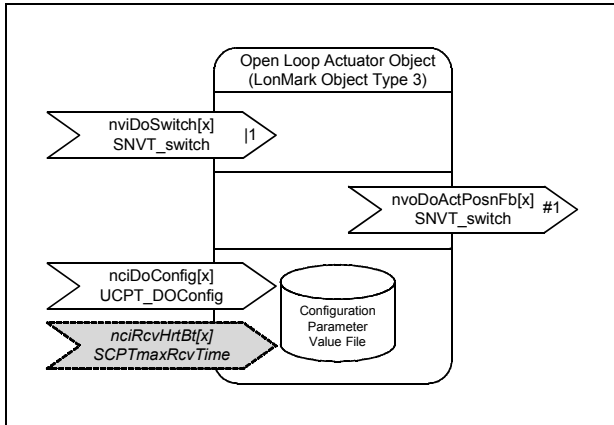 Open Loop Actuator Object
(LonMark Object Type 3)
nviDoSwitch[x]
SNVT_switch
|1
nvoDoActPosnFb[x]
SNVT_switch
#1
nciDoConfig[x]
UCPT_DOConfig
Configuration
Parameter
Value File
nciRcvHrtBt[x]
SCPTmaxRcvTime